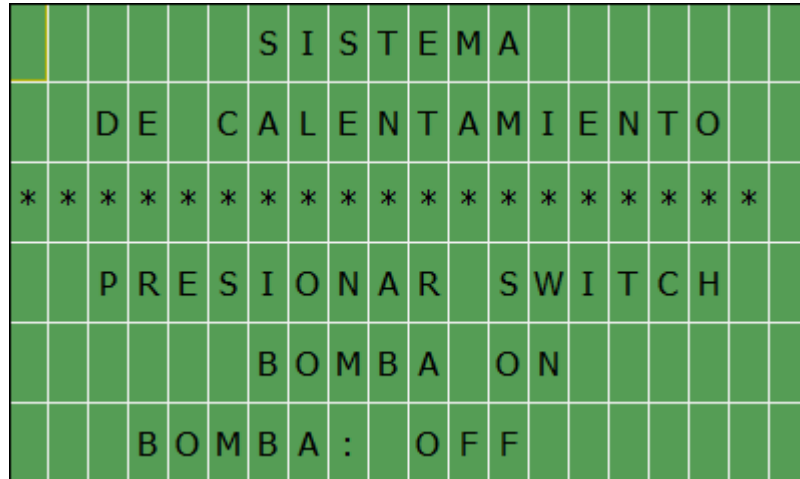 SISTEMA
DE CALENTAMIENTO
*******************
PRESIONAR SWITCH
BOMBA ON
BOMBA: OFF